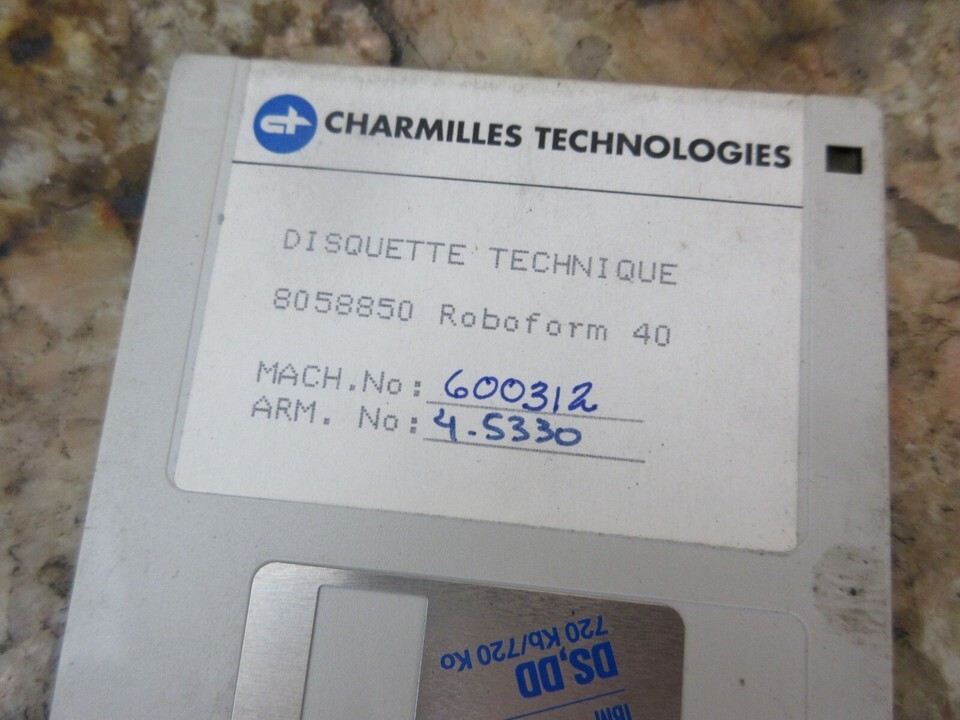 CHARMILLES TECHNOLOGIES
DISQUETTE TECHNIQUE
8058850 Roboform 40
MACH.No: 600312
ARM. No: 4.5330
720 Kb/720 Ko
DS,DD
IBM